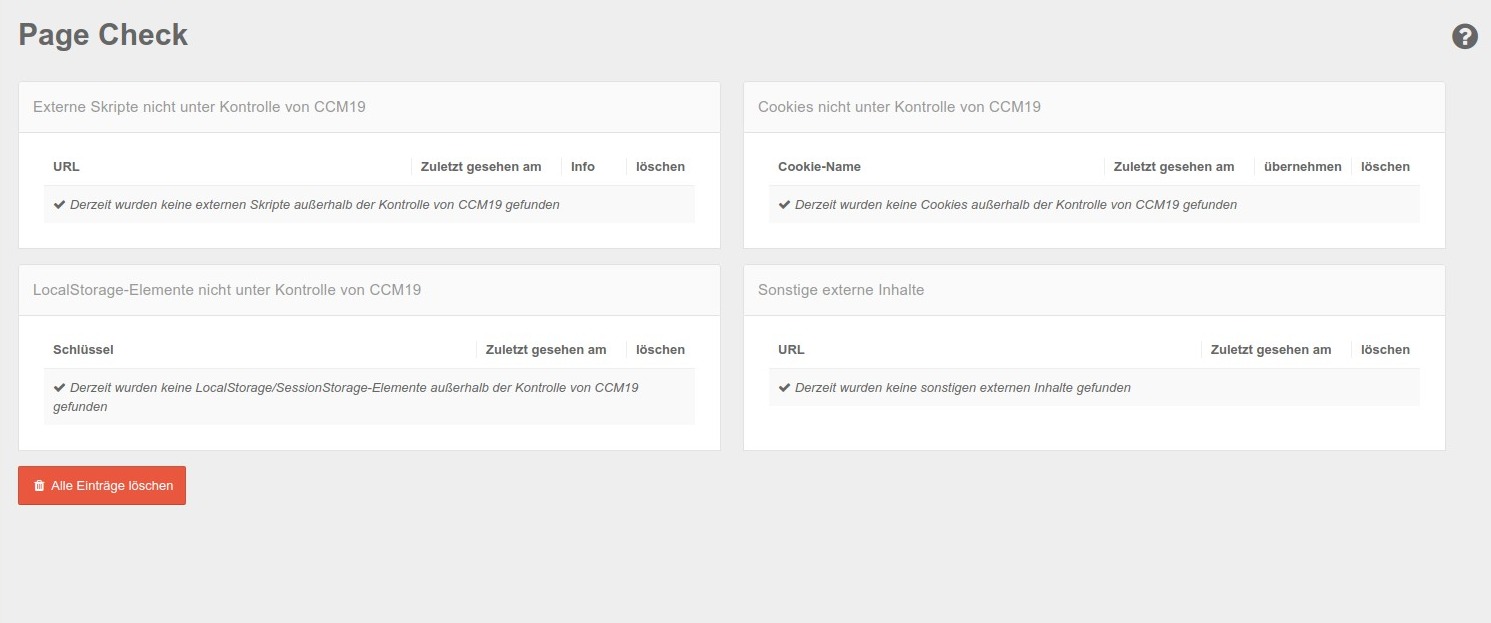 Page Check
Externe Skripte nicht unter Kontrolle von CCM19
URL Zuletzt gesehen am Info löschen
Derzeit wurden keine externen Skripte außerhalb der Kontrolle von CCM19 gefunden
Cookies nicht unter Kontrolle von CCM19
Cookie-Name Zuletzt gesehen am übernehmen löschen
Derzeit wurden keine Cookies außerhalb der Kontrolle von CCM19 gefunden
LocalStorage-Elemente nicht unter Kontrolle von CCM19
Schlüssel Zuletzt gesehen am löschen
Derzeit wurden keine LocalStorage/SessionStorage-Elemente außerhalb der Kontrolle von CCM19
gefunden
Sonstige externe Inhalte
URL Zuletzt gesehen am löschen
Derzeit wurden keine sonstigen externen Inhalte gefunden
Alle Einträge löschen